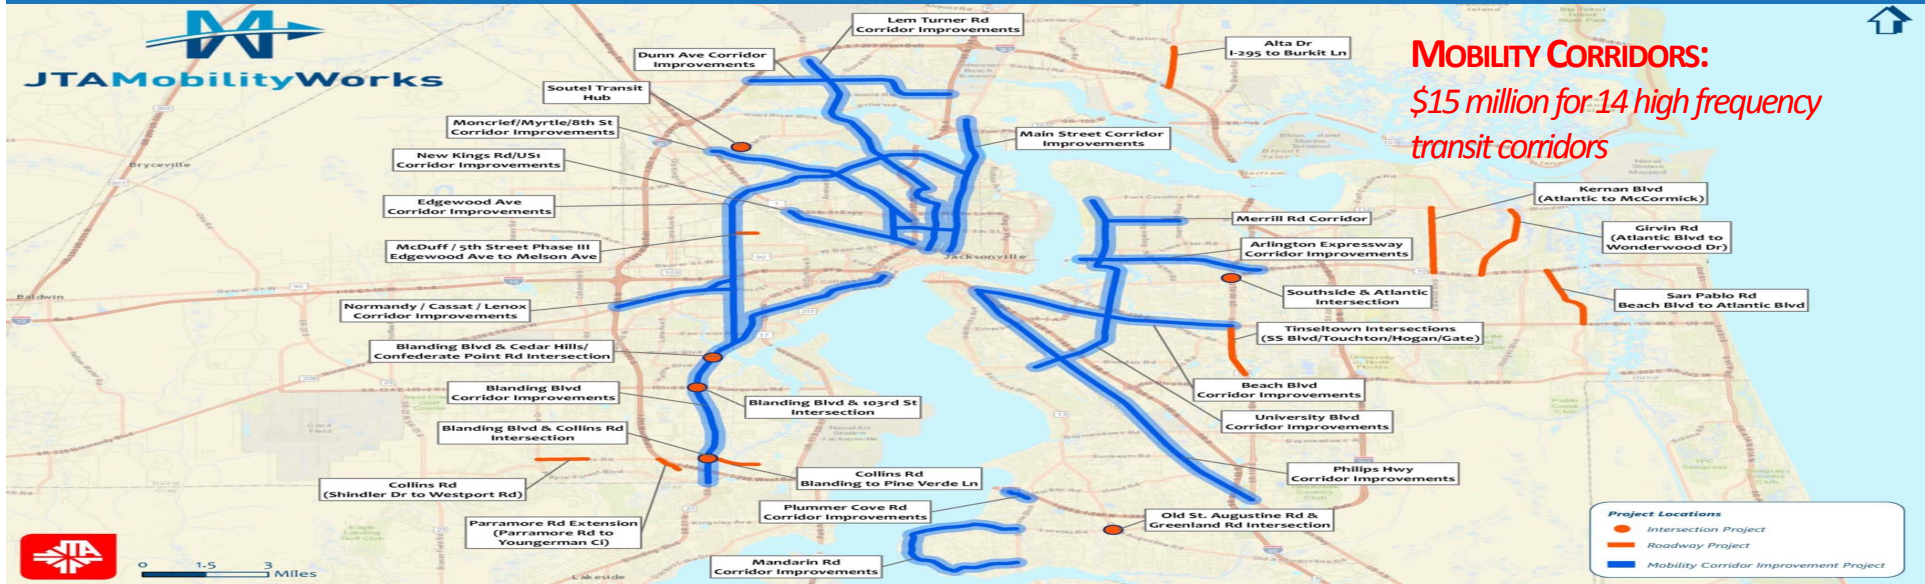 JTAMobilityWorks
MOBILITY CORRIDORS:
$15 million for 14 high frequency
transit corridors
Lem Turner Rd
Corridor Improvements
Dunn Ave Corridor
Improvements
Soutel Transit
Hub
Moncrief/Myrtle/8th St
Corridor Improvements
New Kings Rd/US1
Corridor Improvements
Edgewood Ave
Corridor Improvements
McDuff / 5th Street Phase III
Edgewood Ave to Melson Ave
Normandy / Cassat / Lenox
Corridor Improvements
Blanding Blvd & Cedar Hills/
Confederate Point Rd Intersection
Blanding Blvd
Corridor Improvements
Blanding Blvd & 103rd St
Intersection
Blanding Blvd & Collins Rd
Intersection
Collins Rd
(Shindler Dr to Westport Rd)
Collins Rd
Blanding to Pine Verde Ln
Parramore Rd Extension
(Parramore Rd to
Youngerman Ci)
Plummer Cove Rd
Corridor Improvements
Mandarin Rd
Corridor Improvements
Old St. Augustine Rd &
Greenland Rd Intersection
Main Street Corridor
Improvements
Alta Dr
I-295 to Burkit Ln
Merrill Rd Corridor
Arlington Expressway
Corridor Improvements
Southside & Atlantic
Intersection
Tinseltown Intersections
(SS Blvd/Touchton/Hogan/Gate)
Beach Blvd
Corridor Improvements
University Blvd
Corridor Improvements
Philips Hwy
Corridor Improvements
Kernan Blvd
(Atlantic to McCormick)
Girvin Rd
(Atlantic Blvd to
Wonderwood Dr)
San Pablo Rd
Beach Blvd to Atlantic Blvd
Bryceville
Baldwin
Jacksonville
Lakeside
JTA
0 1.5 3 Miles
Project Locations
Intersection Project
Roadway Project
Mobility Corridor Improvement Project